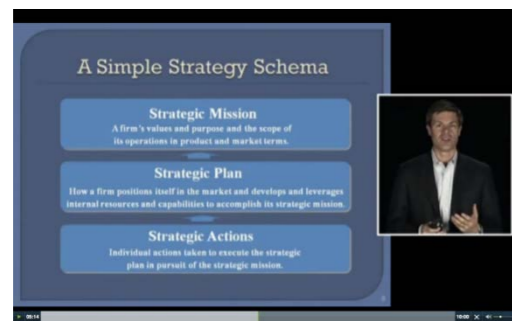 A Simple Strategy Schema
Strategic Mission
A firm's values and purpose and the scope of
its operations in product and market terms.
Strategic Plan
How a firm positions itself in the market and develops and leverages
internal resources and capabilities to accomplish its strategic mission.
Strategic Actions
Individual actions taken to execute the strategic
plan in pursuit of the strategic mission.
10:00